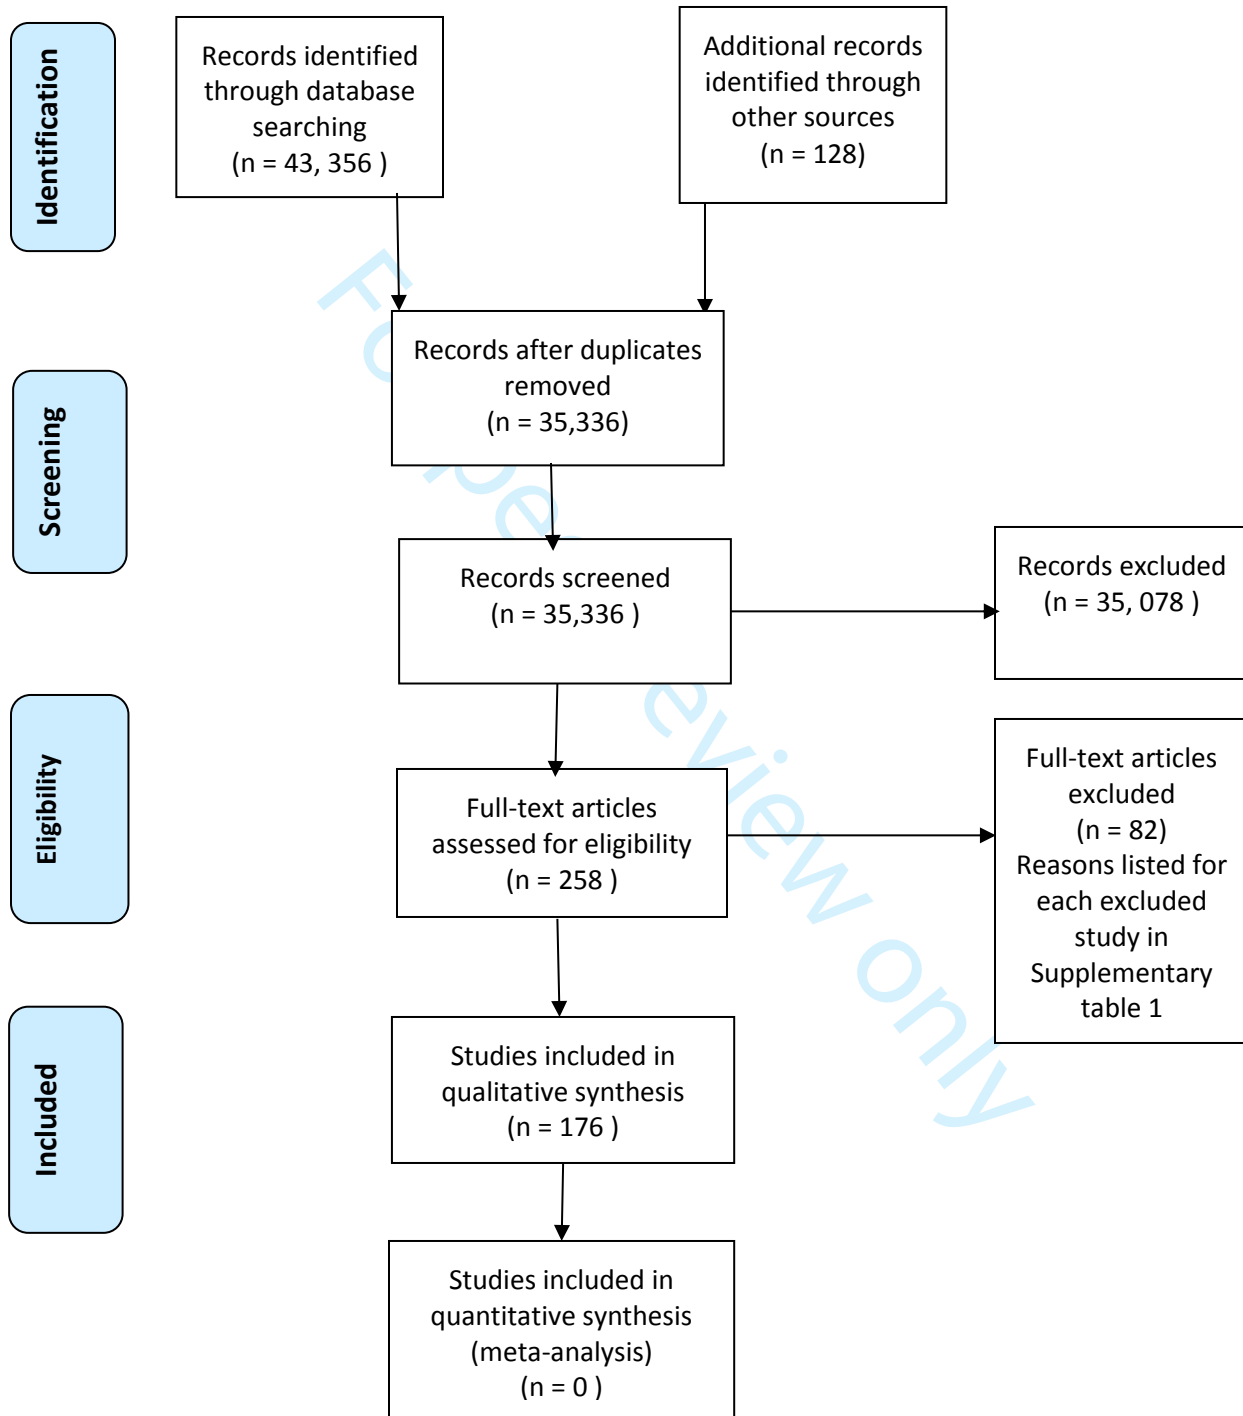 Identification
Records identified
through database
searching
(n = 43, 356 )
Additional records
identified through
other sources
(n = 128)
Screening
Records after duplicates
removed
(n = 35,336)
Records screened
(n = 35,336 )
Records excluded
(n = 35, 078 )
Eligibility
Full-text articles
assessed for eligibility
(n = 258 )
Full-text articles
excluded
(n = 82)
Reasons listed for
each excluded
study in
Supplementary
table 1
Included
Studies included in
qualitative synthesis
(n = 176 )
Studies included in
quantitative synthesis
(meta-analysis)
(n = 0 )
For peer review only